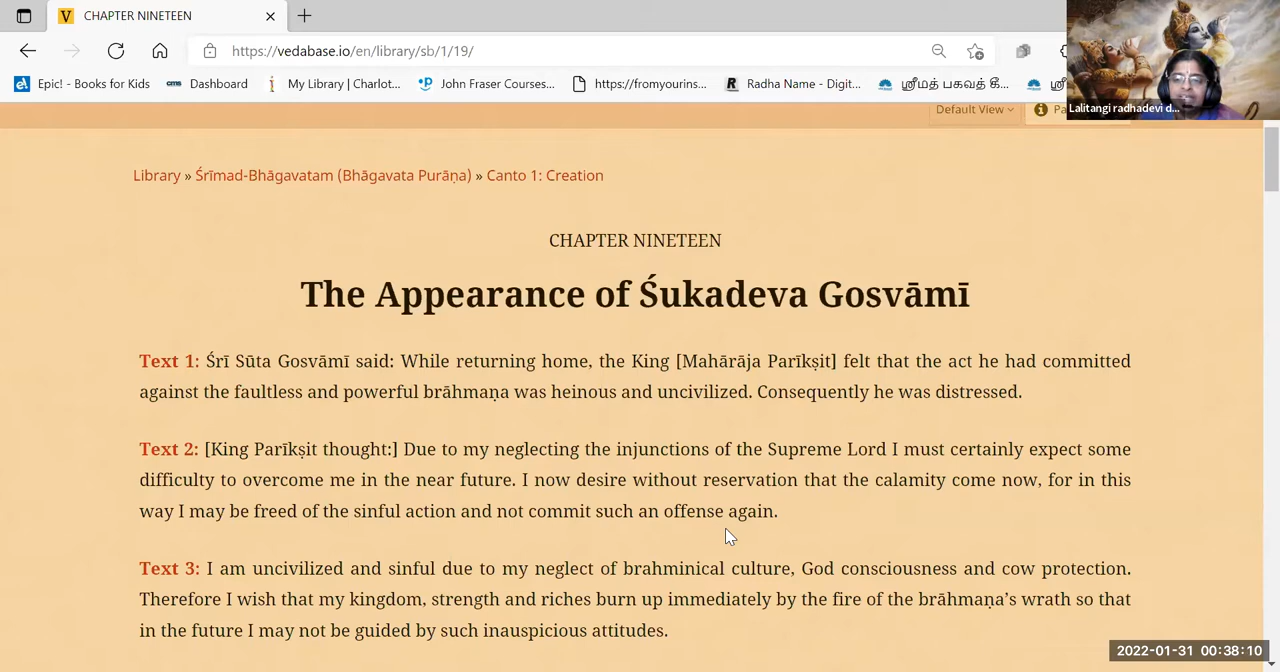 CHAPTER NINETEEN
https://vedabase.io/en/library/sb/1/19/
Epic! - Books for Kids
Dashboard
My Library | Charlot...
John Fraser Courses...
https://fromyourins...
Radha Name - Digit...
ஸ்ரீமத் பகவத் கீ...
Lalitangi radhadevi d...
Default View
Library » Śrīmad-Bhāgavatam (Bhāgavata Purāṇa) » Canto 1: Creation
CHAPTER NINETEEN
The Appearance of Śukadeva Gosvāmī
Text 1: Śrī Sūta Gosvāmī said: While returning home, the King [Mahārāja Parīkṣit] felt that the act he had committed
against the faultless and powerful brāhmaṇa was heinous and uncivilized. Consequently he was distressed.
Text 2: [King Parīkṣit thought:] Due to my neglecting the injunctions of the Supreme Lord I must certainly expect some
difficulty to overcome me in the near future. I now desire without reservation that the calamity come now, for in this
way I may be freed of the sinful action and not commit such an offense again.
Text 3: I am uncivilized and sinful due to my neglect of brahminical culture, God consciousness and cow protection.
Therefore I wish that my kingdom, strength and riches burn up immediately by the fire of the brāhmaṇa's wrath so that
in the future I may not be guided by such inauspicious attitudes.
2022-01-31 00:38:10